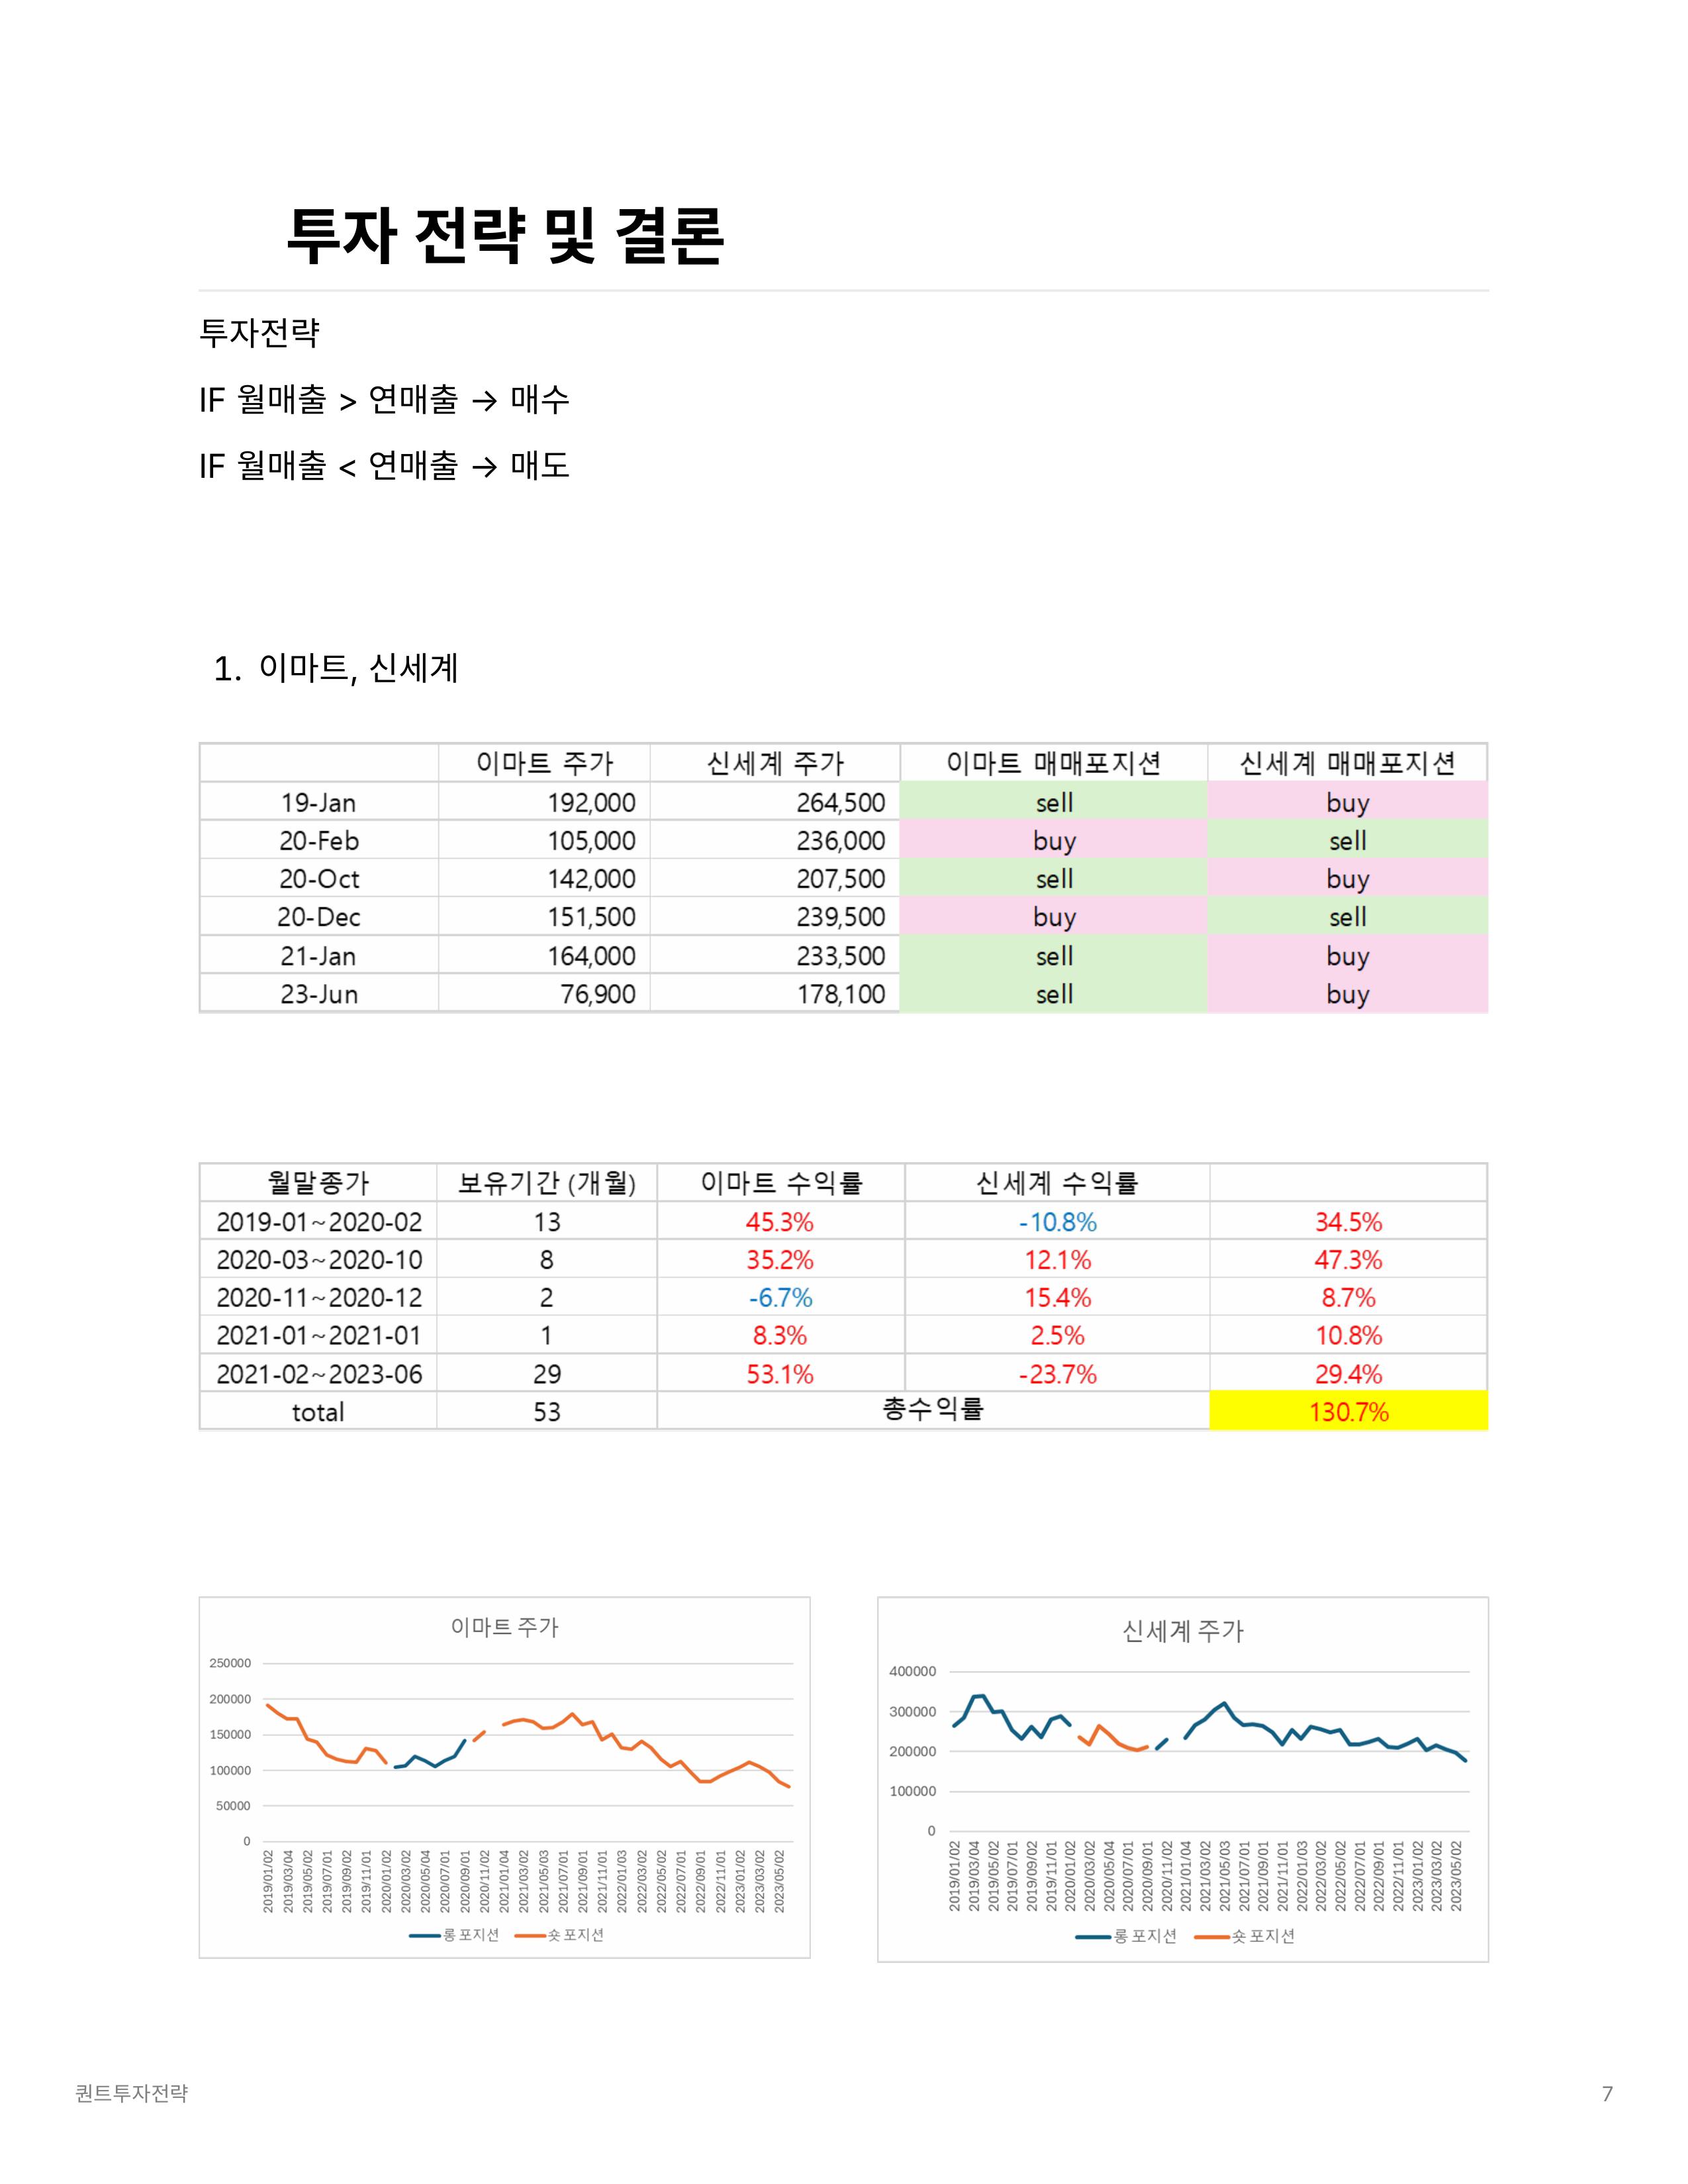 투자 전략 및 결론
투자전략
IF 월매출 > 연매출 → 매수
IF 월매출 < 연매출 → 매도
1. 이마트, 신세계
이마트 주가 신세계 주가 이마트 매매포지션 신세계 매매포지션
19-Jan 192,000 264,500 sell buy
20-Feb 105,000 236,000 buy sell
20-Oct 142,000 207,500 sell buy
20-Dec 151,500 239,500 buy sell
21-Jan 164,000 233,500 sell buy
23-Jun 76,900 178,100 sell buy
월말종가 보유기간 (개월) 이마트 수익률 신세계 수익률
2019-01~2020-02 13 45.3% -10.8% 34.5%
2020-03~2020-10 8 35.2% 12.1% 47.3%
2020-11~2020-12 2 -6.7% 15.4% 8.7%
2021-01~2021-01 1 8.3% 2.5% 10.8%
2021-02~2023-06 29 53.1% -23.7% 29.4%
total 53 총수익률 130.7%
이마트 주가
250000
200000
150000
100000
50000
0
2019/01/02 2019/03/04 2019/05/02 2019/07/01 2019/09/02 2019/11/01 2020/01/02 2020/03/02 2020/05/04 2020/07/01 2020/09/01 2020/11/02 2021/01/04 2021/03/02 2021/05/03 2021/07/01 2021/09/01 2021/11/01 2022/01/03 2022/03/02 2022/05/02 2022/07/01 2022/09/01 2022/11/01 2023/01/02 2023/03/02 2023/05/02
롱 포지션 숏 포지션
신세계 주가
400000
300000
200000
100000
0
2019/01/02 2019/03/04 2019/05/02 2019/07/01 2019/09/02 2019/11/01 2020/01/02 2020/03/02 2020/05/04 2020/07/01 2020/09/01 2020/11/02 2021/01/04 2021/03/02 2021/05/03 2021/07/01 2021/09/01 2021/11/01 2022/01/03 2022/03/02 2022/05/02 2022/07/01 2022/09/01 2022/11/01 2023/01/02 2023/03/02 2023/05/02
롱 포지션 숏 포지션
퀀트투자전략 7